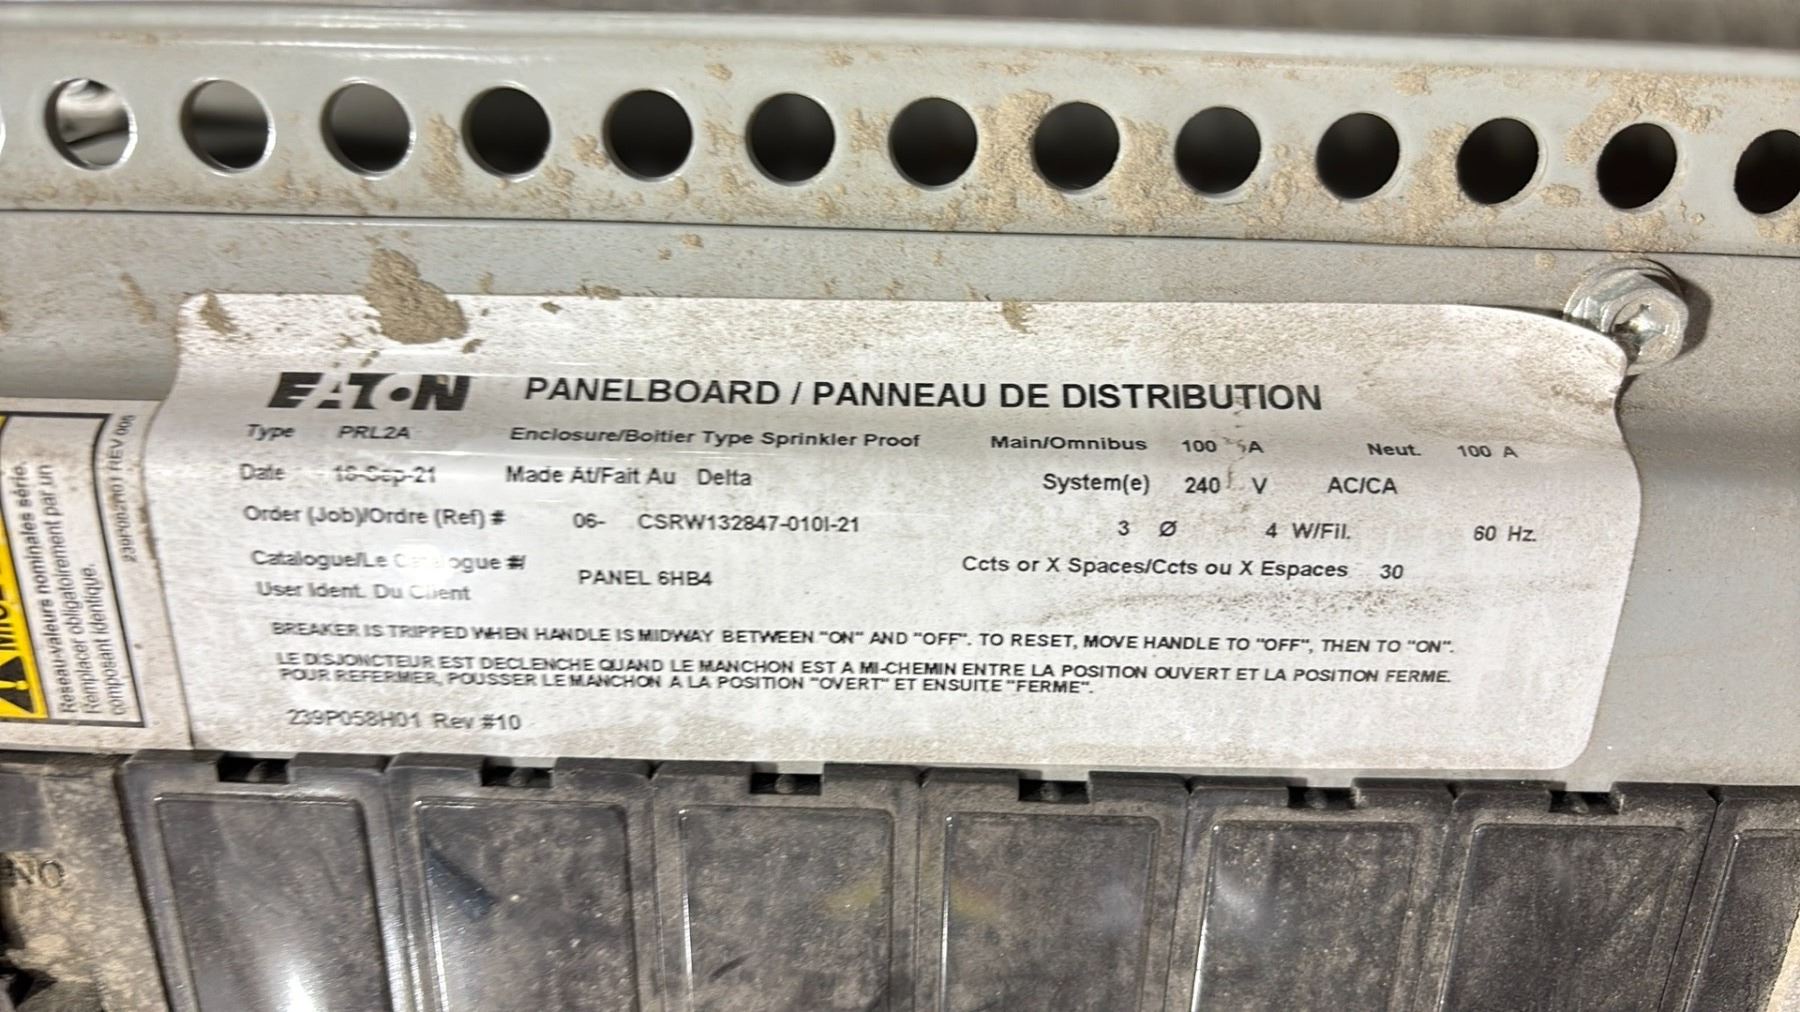 EATON PANELBOARD / PANNEAU DE DISTRIBUTION
Type PRL2A Enclosure/Boitier Type Sprinkler Proof Main/Omnibus 100 A Neut. 100 A
Date Sep-21 Made At/Fait Au Delta System(e) 240 V AC/CA
Order (Job)/Ordre (Ref) # 06- CSRW132847-010I-21 3 Ø 4 W/Fil. 60 Hz.
Catalogue/Le Catalogue #/ PANEL 6HB4 Ccts or X Spaces/Ccts ou X Espaces 30
User Ident. Du Client
BREAKER IS TRIPPED WHEN HANDLE IS MIDWAY BETWEEN "ON" AND "OFF". TO RESET, MOVE HANDLE TO "OFF", THEN TO "ON".
LE DISJONCTEUR EST DECLENCHE QUAND LE MANCHON EST A MI-CHEMIN ENTRE LA POSITION OUVERT ET LA POSITION FERME.
POUR REFERMER, POUSSER LE MANCHON A LA POSITION "OVERT" ET ENSUITE "FERME".
239P058H01 Rev #10
valeurs nominales série.
Remplacer obligatoirement par un
composant identique.
ON